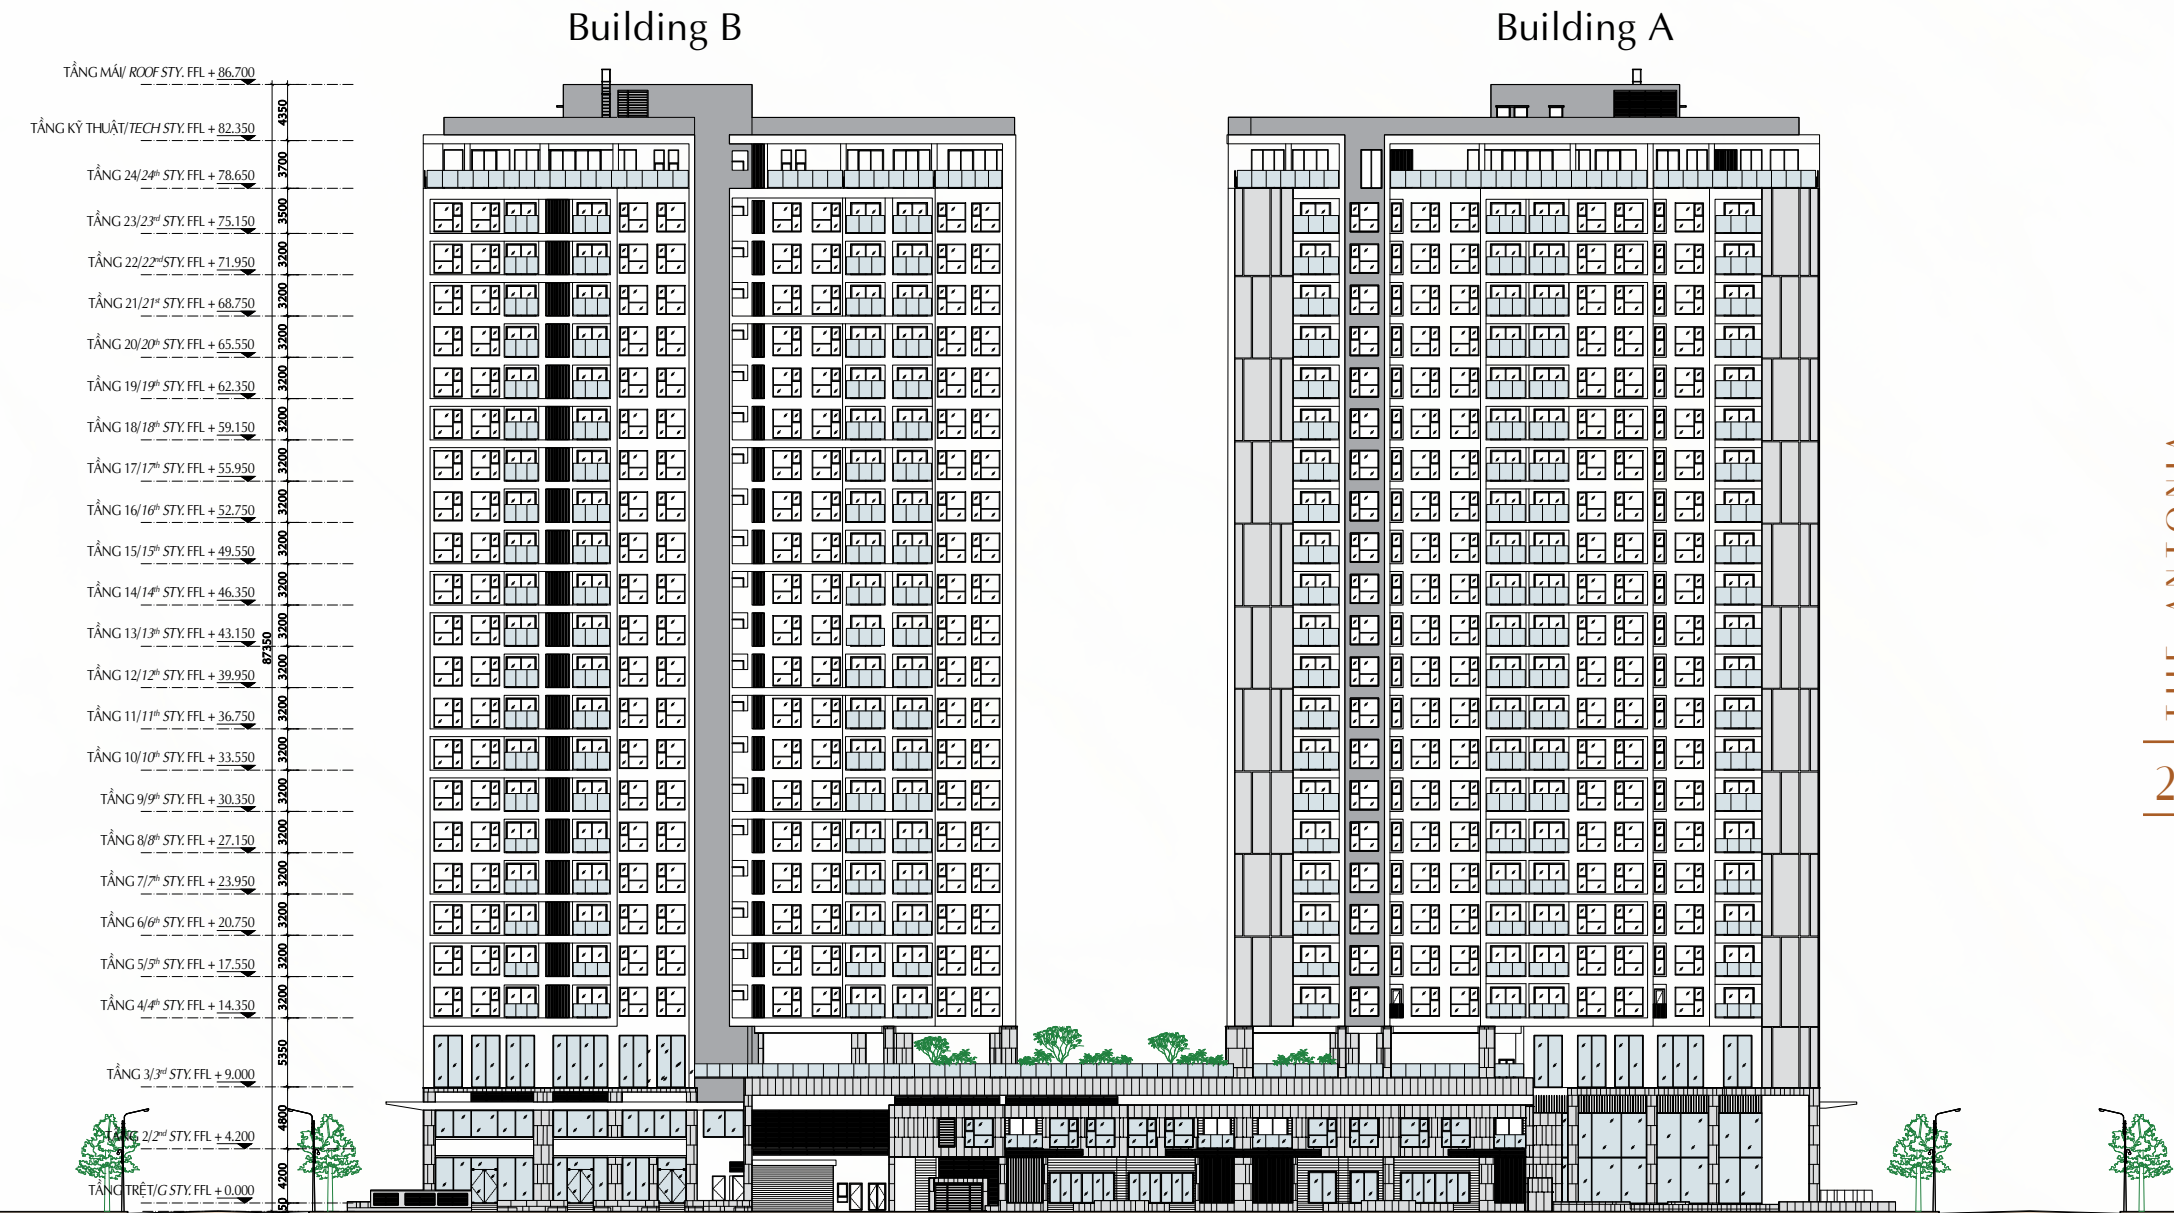 Building B
Building A
TẦNG MÁI/ ROOF STY. FFL + 86.700
4350
TẦNG KỸ THUẬT/TECH STY. FFL + 82.350
3700
TẦNG 24/24th STY. FFL + 78.650
3500
TẦNG 23/23rd STY. FFL + 75.150
3200
TẦNG 22/22nd STY. FFL + 71.950
3200
TẦNG 21/21st STY. FFL + 68.750
3200
TẦNG 20/20th STY. FFL + 65.550
3200
TẦNG 19/19th STY. FFL + 62.350
3200
TẦNG 18/18th STY. FFL + 59.150
3200
TẦNG 17/17th STY. FFL + 55.950
3200
TẦNG 16/16th STY. FFL + 52.750
3200
TẦNG 15/15th STY. FFL + 49.550
3200
TẦNG 14/14th STY. FFL + 46.350
3200
TẦNG 13/13th STY. FFL + 43.150
87350
3200
TẦNG 12/12th STY. FFL + 39.950
3200
TẦNG 11/11th STY. FFL + 36.750
3200
TẦNG 10/10th STY. FFL + 33.550
3200
TẦNG 9/9th STY. FFL + 30.350
3200
TẦNG 8/8th STY. FFL + 27.150
3200
TẦNG 7/7th STY. FFL + 23.950
3200
TẦNG 6/6th STY. FFL + 20.750
3200
TẦNG 5/5th STY. FFL + 17.550
3200
TẦNG 4/4th STY. FFL + 14.350
5350
TẦNG 3/3rd STY. FFL + 9.000
4800
TẦNG 2/2nd STY. FFL + 4.200
4200
TẦNG TRỆT/G STY. FFL + 0.000
2